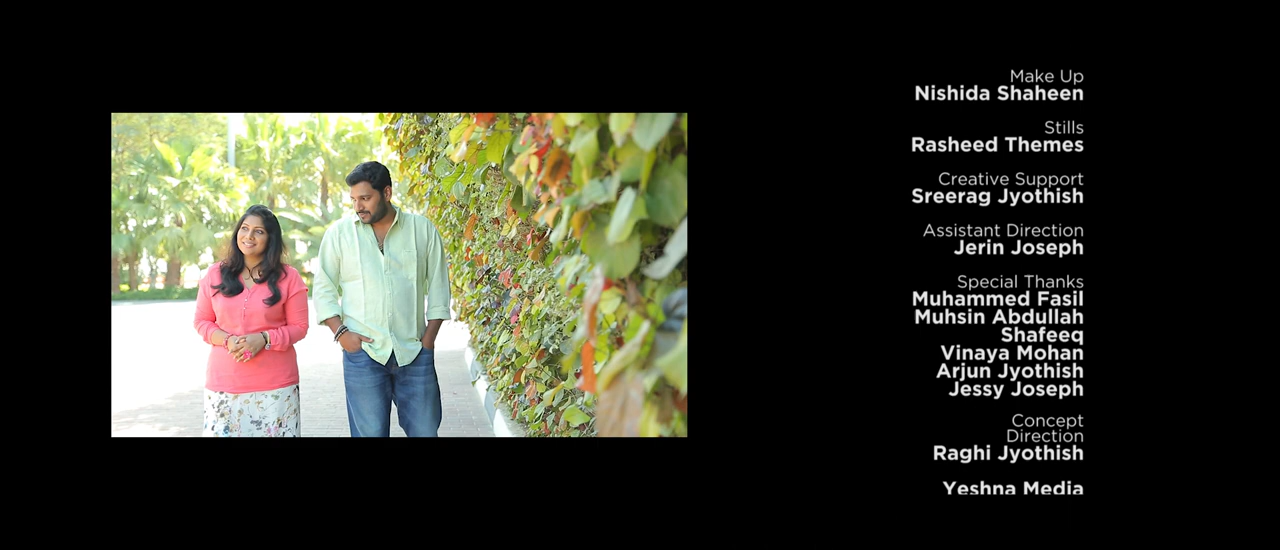 Make Up
Nishida Shaheen
Stills
Rasheed Themes
Creative Support
Sreerag Jyothish
Assistant Direction
Jerin Joseph
Special Thanks
Muhammed Fasil
Muhsin Abdullah
Shafeeq
Vinaya Mohan
Arjun Jyothish
Jessy Joseph
Concept
Direction
Raghi Jyothish
Yeshna Media